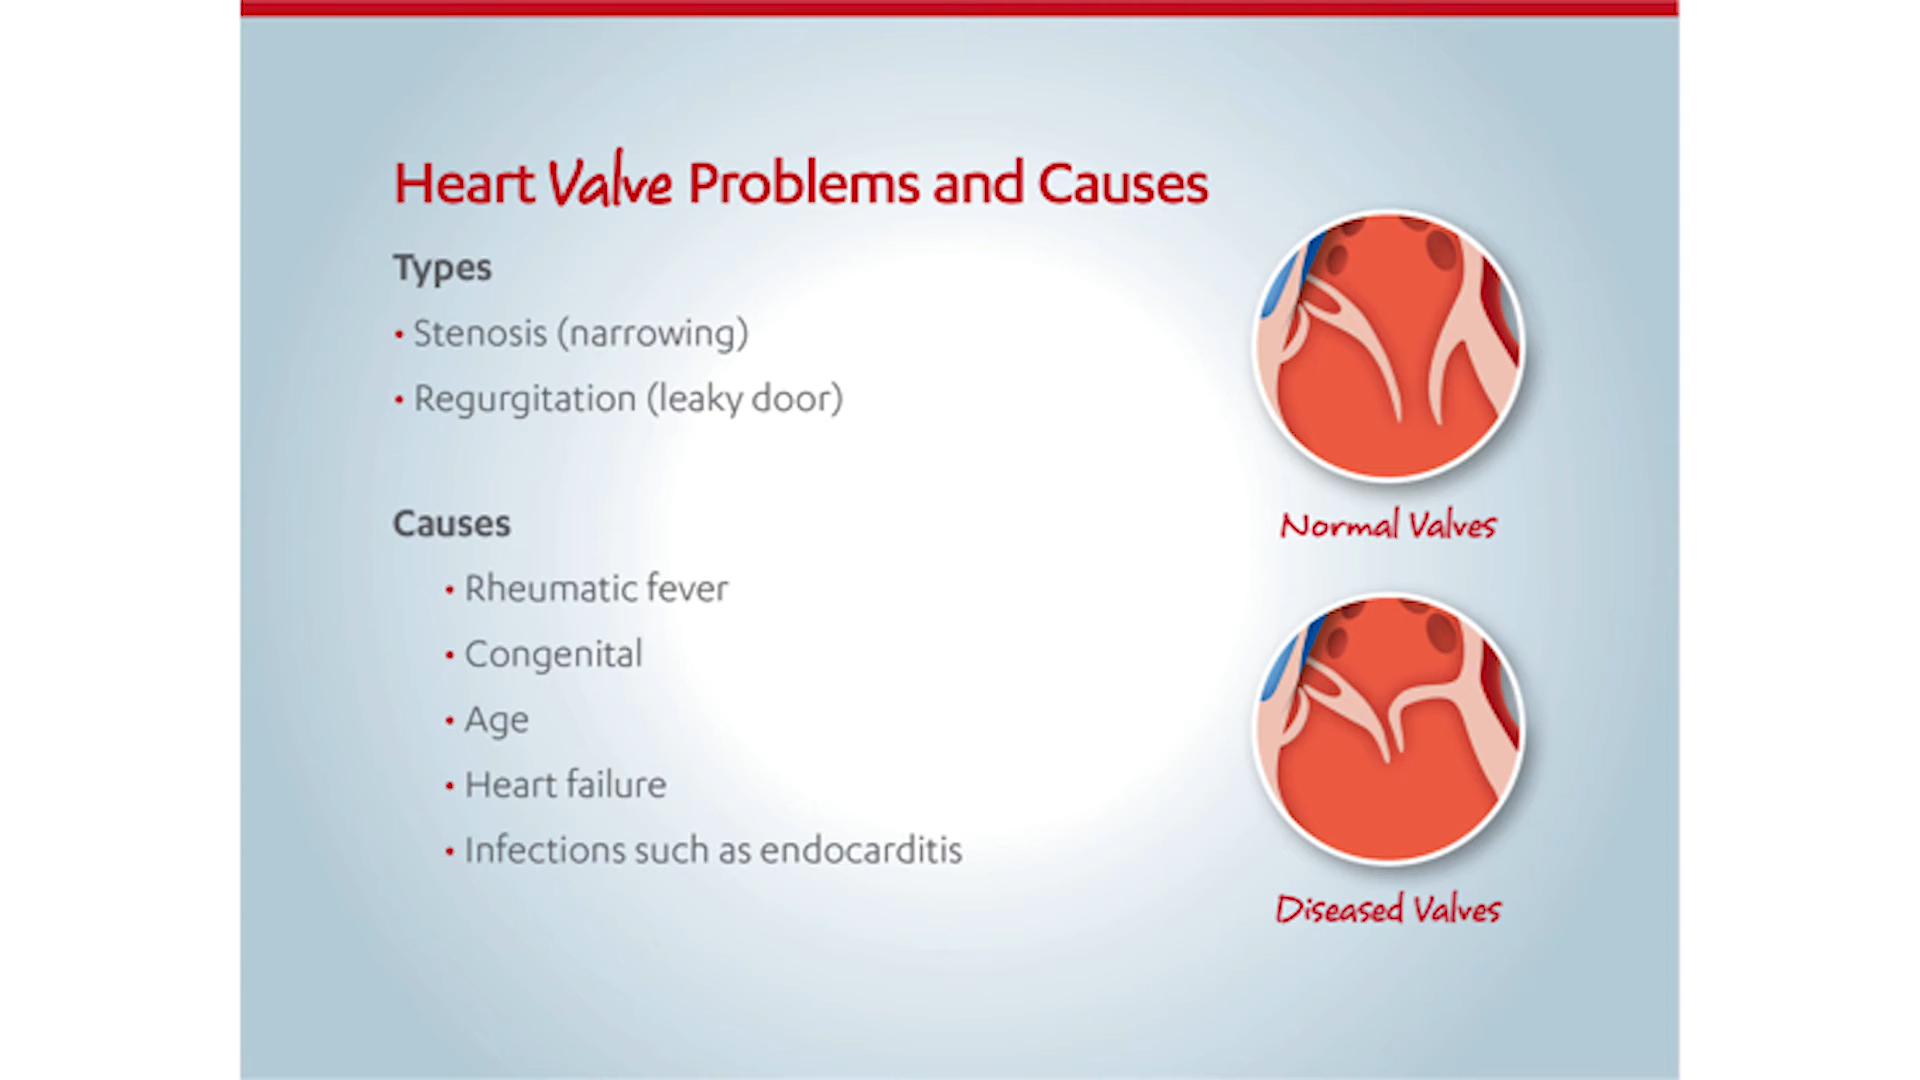 Heart Valve Problems and Causes
Types
• Stenosis (narrowing)
• Regurgitation (leaky door)
Causes
• Rheumatic fever
• Congenital
• Age
• Heart failure
• Infections such as endocarditis
Normal Valves
Diseased Valves